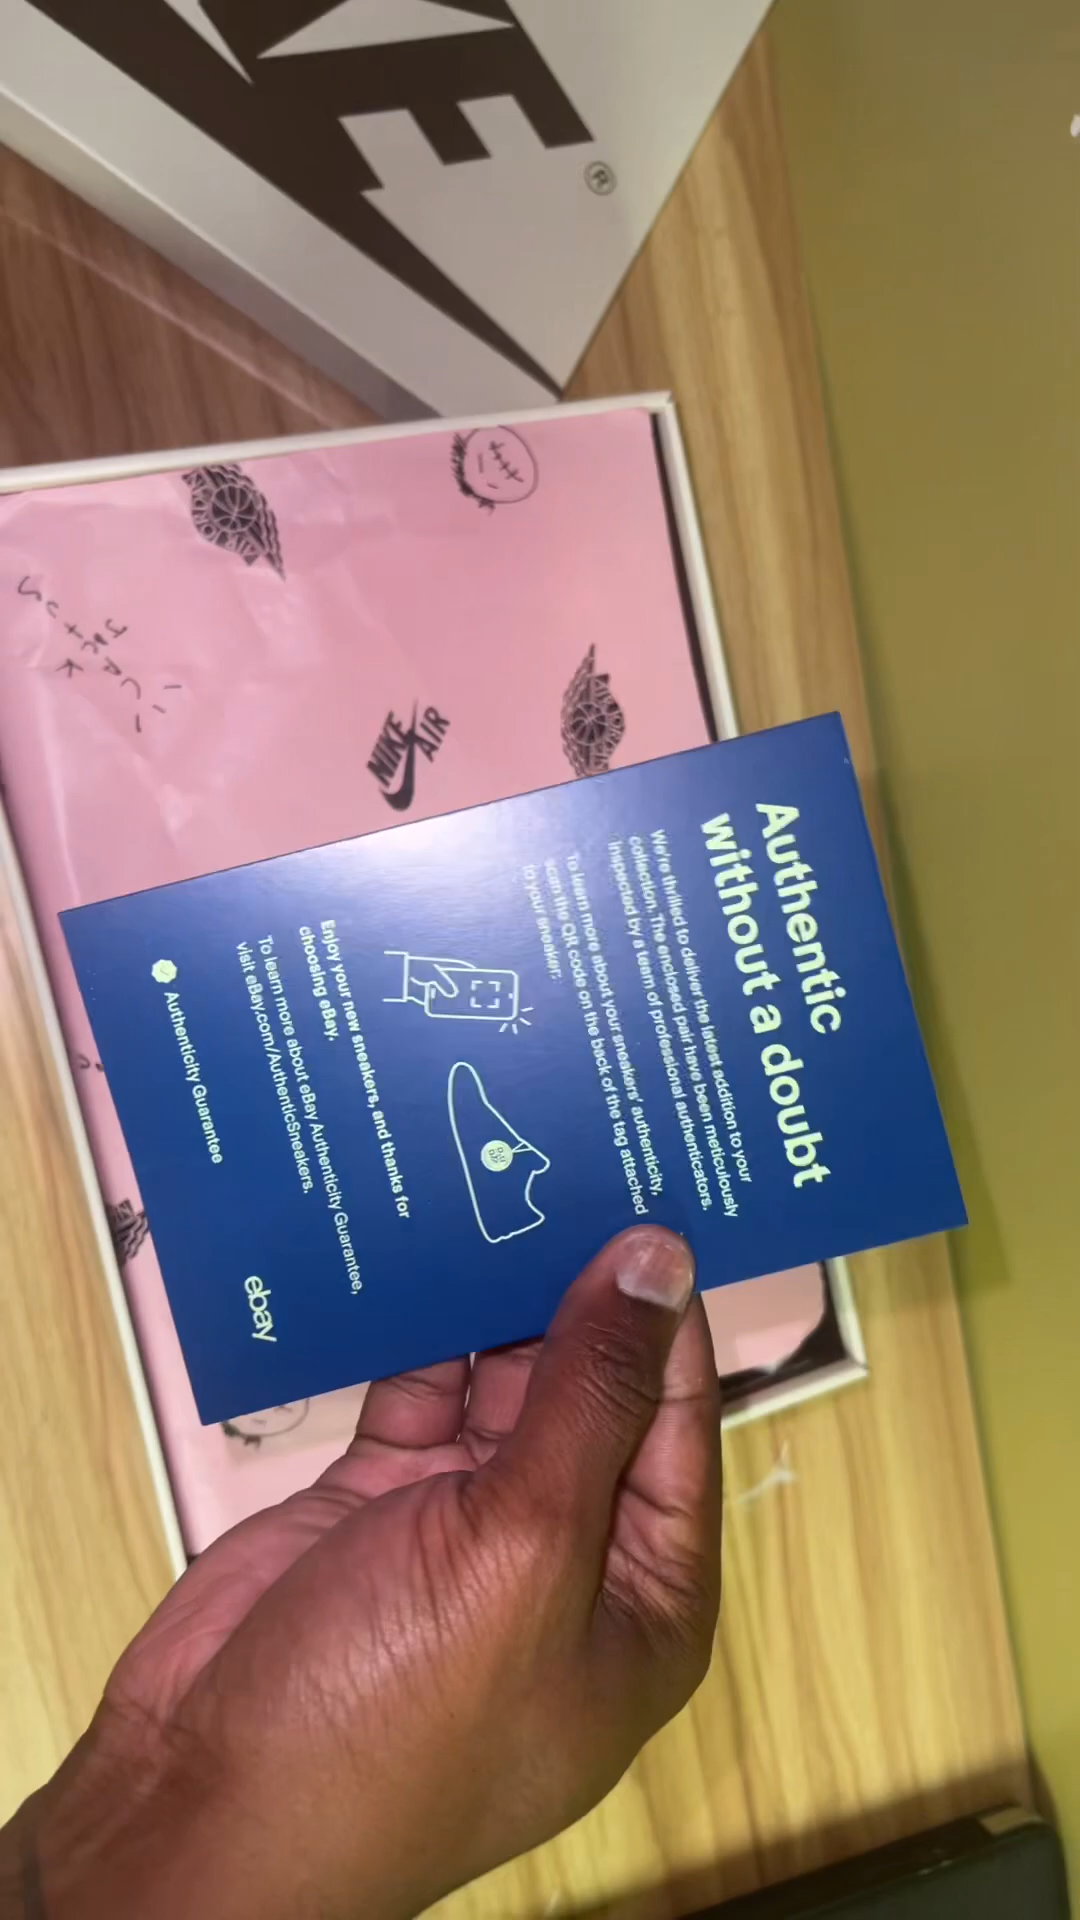 Authentic
without a doubt
We're thrilled to deliver the latest addition to your
collection. The enclosed pair have been meticulously
inspected by a team of professional authenticators.
To learn more about your sneakers' authenticity,
scan the QR code on the back of the tag attached
to your sneaker.
Enjoy your new sneakers, and thanks for
choosing eBay.
To learn more about eBay Authenticity Guarantee,
visit eBay.com/AuthenticSneakers.
Authenticity Guarantee
ebay
NIKE
AIR
JACK
KE®